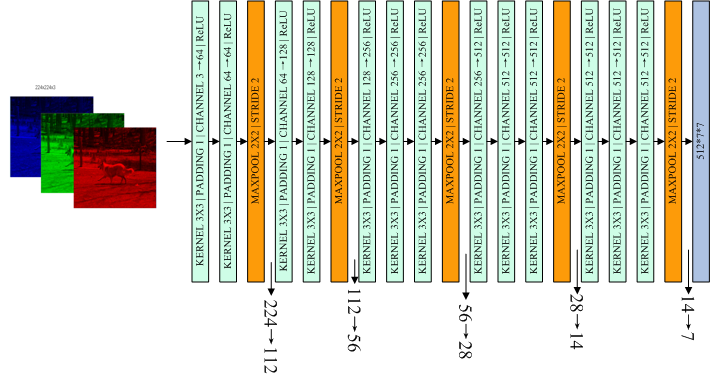 224x224x3
KERNEL 3X3 | PADDING 1 | CHANNEL 3 →64 | ReLU
KERNEL 3X3 | PADDING 1 | CHANNEL 64 →64 | ReLU
MAXPOOL 2X2 | STRIDE 2
KERNEL 3X3 | PADDING 1 | CHANNEL 64 →128 | ReLU
KERNEL 3X3 | PADDING 1 | CHANNEL 128 →128 | ReLU
MAXPOOL 2X2 | STRIDE 2
KERNEL 3X3 | PADDING 1 | CHANNEL 128 →256 | ReLU
KERNEL 3X3 | PADDING 1 | CHANNEL 256 →256 | ReLU
KERNEL 3X3 | PADDING 1 | CHANNEL 256 →256 | ReLU
MAXPOOL 2X2 | STRIDE 2
KERNEL 3X3 | PADDING 1 | CHANNEL 256 →512 | ReLU
KERNEL 3X3 | PADDING 1 | CHANNEL 512 →512 | ReLU
KERNEL 3X3 | PADDING 1 | CHANNEL 512 →512 | ReLU
MAXPOOL 2X2 | STRIDE 2
KERNEL 3X3 | PADDING 1 | CHANNEL 512 →512 | ReLU
KERNEL 3X3 | PADDING 1 | CHANNEL 512 →512 | ReLU
KERNEL 3X3 | PADDING 1 | CHANNEL 512 →512 | ReLU
MAXPOOL 2X2 | STRIDE 2
512*7*7
224→112
112→56
56→28
28→14
14→7